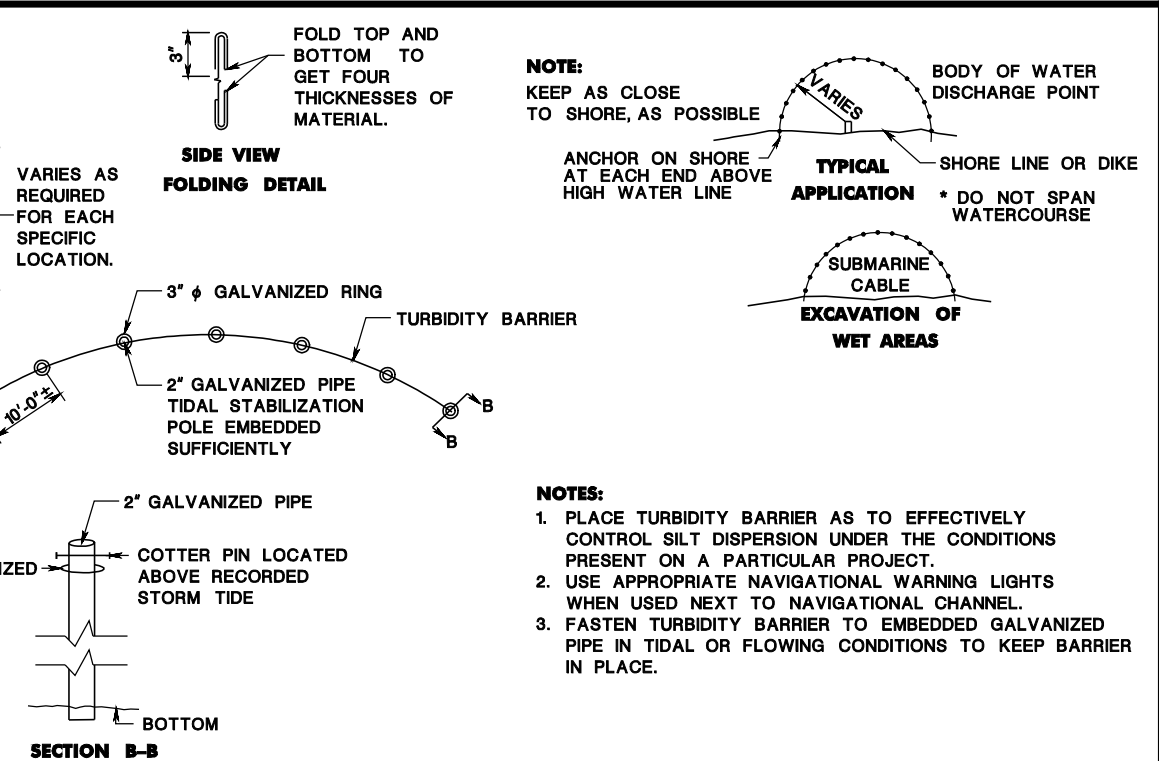 3"
FOLD TOP AND
BOTTOM TO
GET FOUR
THICKNESSES OF
MATERIAL.
SIDE VIEW
FOLDING DETAIL
VARIES AS
REQUIRED
FOR EACH
SPECIFIC
LOCATION.
NOTE:
KEEP AS CLOSE
TO SHORE, AS POSSIBLE
VARIES
BODY OF WATER
DISCHARGE POINT
ANCHOR ON SHORE
AT EACH END ABOVE
HIGH WATER LINE
TYPICAL
APPLICATION
SHORE LINE OR DIKE
* DO NOT SPAN
WATERCOURSE
SUBMARINE
CABLE
EXCAVATION OF
WET AREAS
3" ϕ GALVANIZED RING
TURBIDITY BARRIER
2" GALVANIZED PIPE
TIDAL STABILIZATION
POLE EMBEDDED
SUFFICIENTLY
10'-0"±
B
B
2" GALVANIZED PIPE
COTTER PIN LOCATED
ABOVE RECORDED
STORM TIDE
IZED
BOTTOM
SECTION B-B
NOTES:
1. PLACE TURBIDITY BARRIER AS TO EFFECTIVELY
CONTROL SILT DISPERSION UNDER THE CONDITIONS
PRESENT ON A PARTICULAR PROJECT.
2. USE APPROPRIATE NAVIGATIONAL WARNING LIGHTS
WHEN USED NEXT TO NAVIGATIONAL CHANNEL.
3. FASTEN TURBIDITY BARRIER TO EMBEDDED GALVANIZED
PIPE IN TIDAL OR FLOWING CONDITIONS TO KEEP BARRIER
IN PLACE.